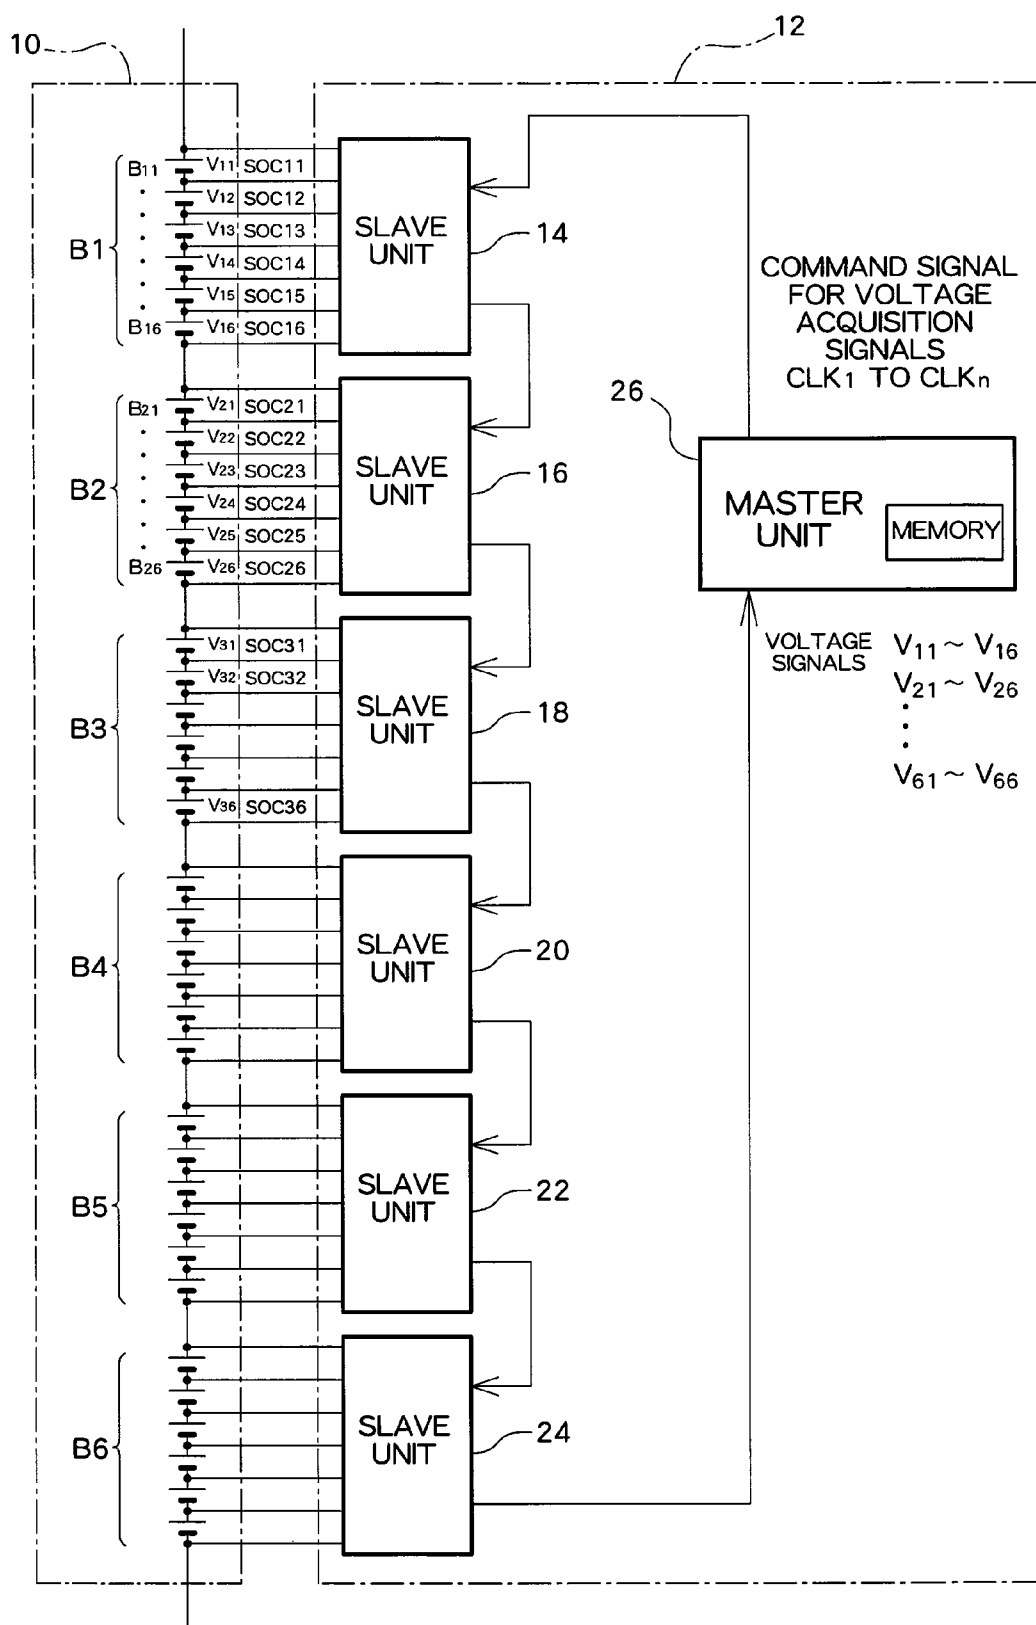 10
12
B11 V11 SOC11
V12 SOC12
V13 SOC13
B1
V14 SOC14
V15 SOC15
B16 V16 SOC16
SLAVE
UNIT
14
COMMAND SIGNAL
FOR VOLTAGE
ACQUISITION
SIGNALS
CLK1 TO CLKn
B21 V21 SOC21
V22 SOC22
V23 SOC23
B2
V24 SOC24
V25 SOC25
B26 V26 SOC26
SLAVE
UNIT
16
26
MASTER
UNIT
MEMORY
VOLTAGE
SIGNALS
V11 ~ V16
V21 ~ V26
V61 ~ V66
V31 SOC31
V32 SOC32
B3
V36 SOC36
SLAVE
UNIT
18
B4
SLAVE
UNIT
20
B5
SLAVE
UNIT
22
B6
SLAVE
UNIT
24